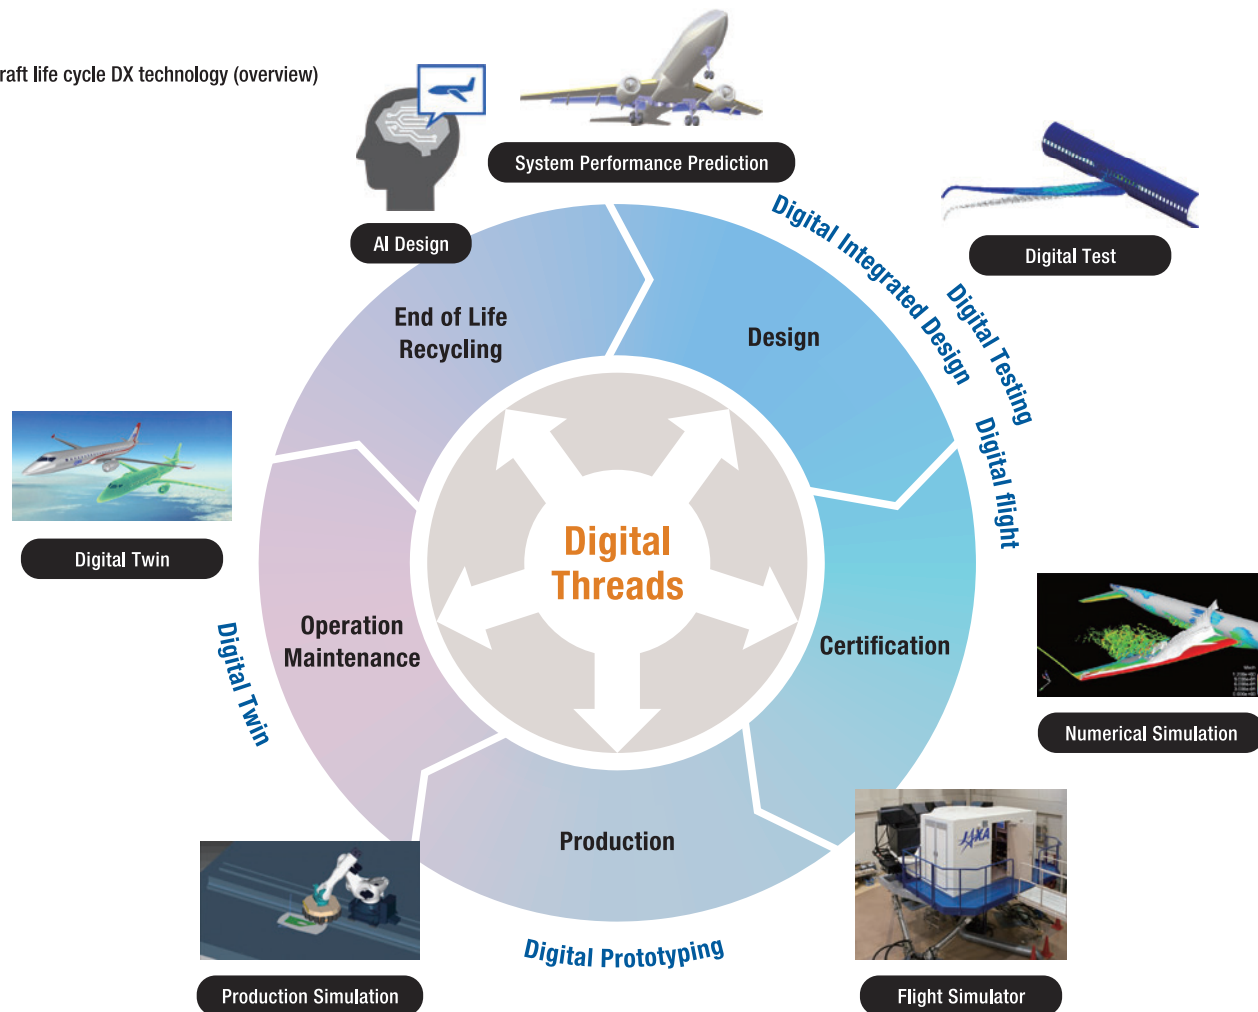 raft life cycle DX technology (overview)
System Performance Prediction
AI Design
Digital Test
Digital Integrated Design
Digital Testing
Digital flight
End of Life
Recycling
Design
Digital
Threads
Digital Twin
Operation
Maintenance
Certification
Digital Twin
Numerical Simulation
Production
JAXA
Digital Prototyping
Production Simulation
Flight Simulator